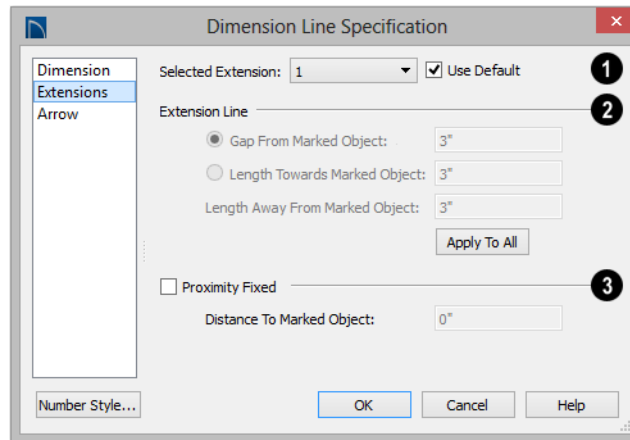 Dimension Line Specification
Dimension
Extensions
Arrow
Selected Extension: 1 Use Default 1
Extension Line 2
Gap From Marked Object: 3"
Length Towards Marked Object: 3"
Length Away From Marked Object: 3"
Apply To All
Proximity Fixed 3
Distance To Marked Object: 0"
Number Style... OK Cancel Help